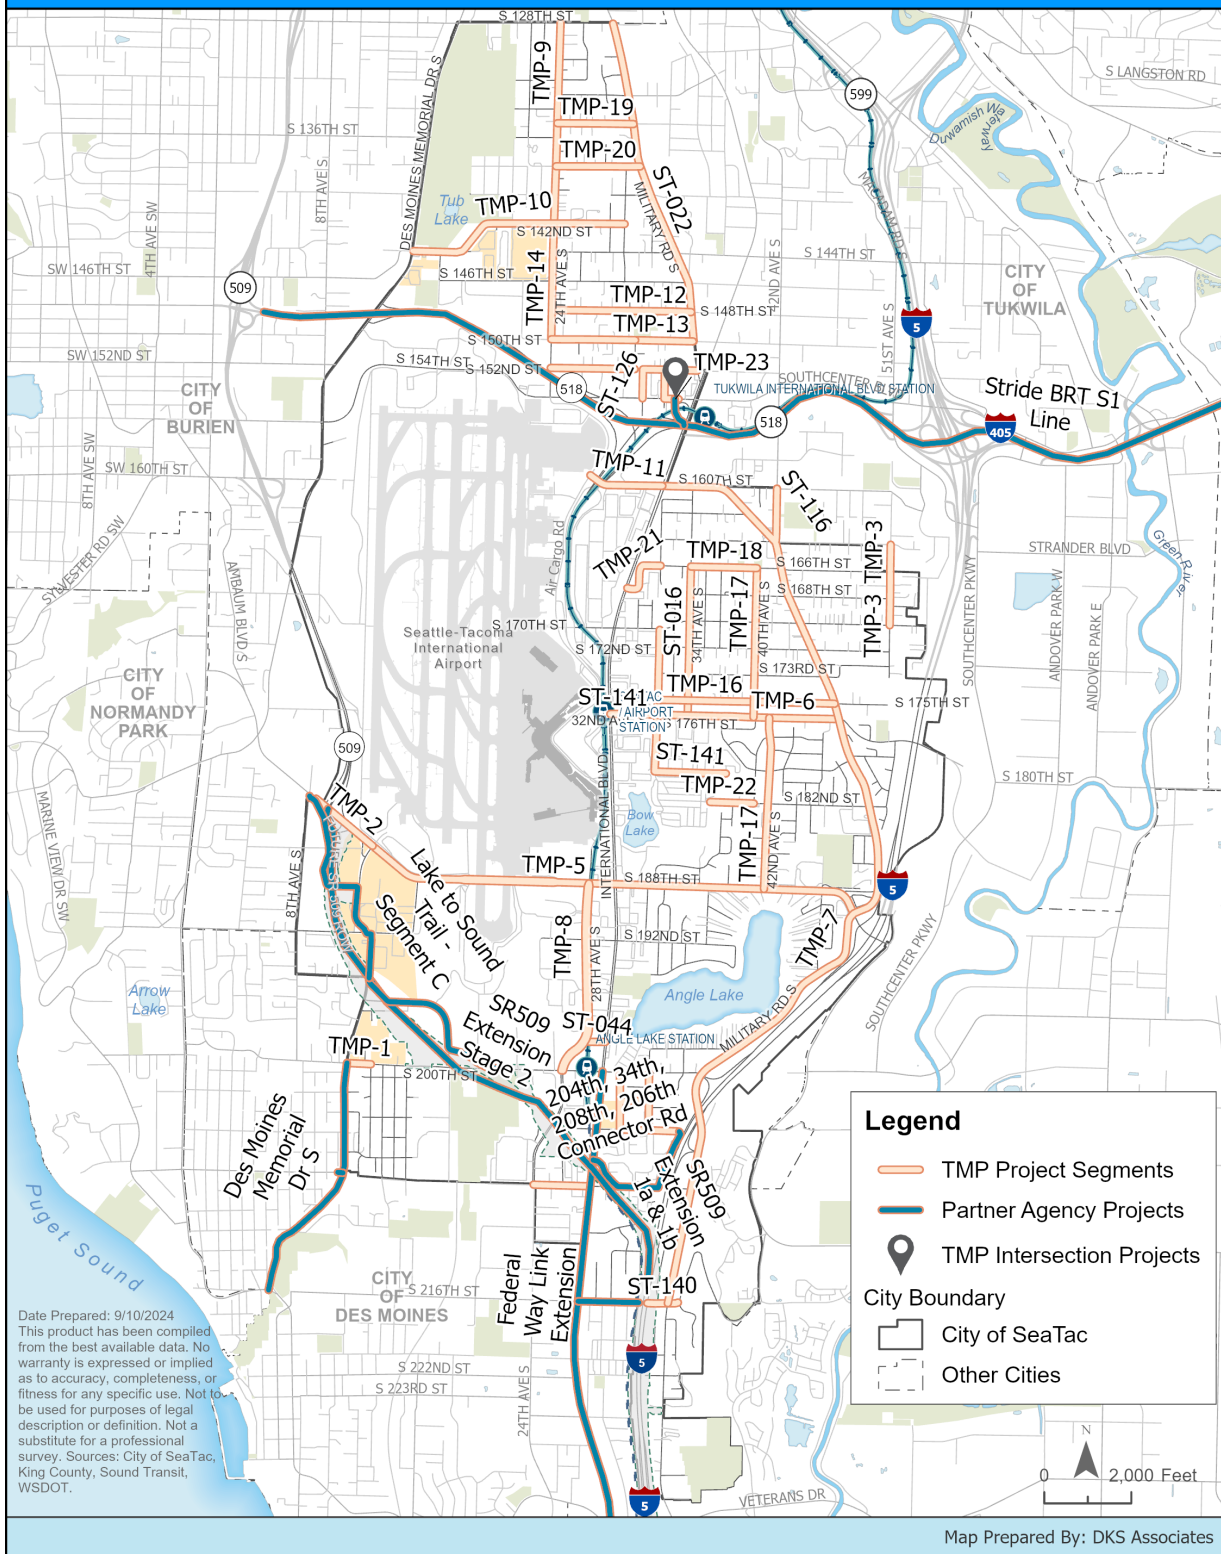 S 128TH ST
DES MOINES MEMORIAL DR S
TMP-9
599
S LANGSTON RD
TMP-19
Duwamish Waterway
S 136TH ST
TMP-20
8TH AVE S
ST-022
MILITARY RD S
MACADAM RD S
4TH AVE SW
Tub
Lake
TMP-10
S 142ND ST
SW 146TH ST
S 144TH ST
TMP-14
24TH AVE S
S 146TH ST
509
TMP-12
S 148TH ST
42ND AVE S
CITY
OF
TUKWILA
5
51ST AVE S
TMP-13
S 150TH ST
SW 152ND ST
S 154TH ST
S 152ND ST
ST-126
TMP-23
SOUTHCENTER BLVD
TUKWILA INTERNATIONAL BLVD STATION
518
518
Stride BRT S1
Line
405
CITY
OF
BURIEN
8TH AVE SW
SW 160TH ST
TMP-11
S 160TH ST
ST-116
SYLVESTER RD SW
AMBAUM BLVD S
Air Cargo Rd
TMP-21
TMP-18
S 166TH ST
TMP-3
STRANDER BLVD
Green River
S 168TH ST
TMP-17
40TH AVE S
34TH AVE S
ST-016
TMP-3
SOUTHCENTER PKWY
ANDOVER PARK W
ANDOVER PARK E
S 170TH ST
Seattle-Tacoma
International
Airport
S 172ND ST
S 173RD ST
CITY
OF
NORMANDY
PARK
TMP-16
ST-141
TMP-6
S 175TH ST
AIRPORT
STATION
S 176TH ST
509
ST-141
S 180TH ST
TMP-22
INTERNATIONAL BLVD
S 182ND ST
MARINE VIEW DR SW
TMP-2
Bow
Lake
TMP-17
42ND AVE S
TMP-5
S 188TH ST
5
8TH AVE S
Lake to Sound
Trail -
Segment C
TMP-8
28TH AVE S
S 192ND ST
TMP-7
SOUTHCENTER PKWY
Arrow
Lake
Angle Lake
MILITARY RD S
SR509
Extension
Stage 2
ST-044
ANGLE LAKE STATION
TMP-1
S 200TH ST
204th, 34th,
208th, 206th
Connector Rd
Des Moines
Memorial
Dr S
SR509
Extension
1a & 1b
Puget Sound
Federal
Way Link
Extension
CITY
OF
DES MOINES
S 216TH ST
ST-140
5
S 222ND ST
S 223RD ST
24TH AVE S
VETERANS DR
5
Legend
TMP Project Segments
Partner Agency Projects
TMP Intersection Projects
City Boundary
City of SeaTac
Other Cities
Date Prepared: 9/10/2024
This product has been compiled
from the best available data. No
warranty is expressed or implied
as to accuracy, completeness, or
fitness for any specific use. Not to
be used for purposes of legal
description or definition. Not a
substitute for a professional
survey. Sources: City of SeaTac,
King County, Sound Transit,
WSDOT.
N
0 2,000 Feet
Map Prepared By: DKS Associates